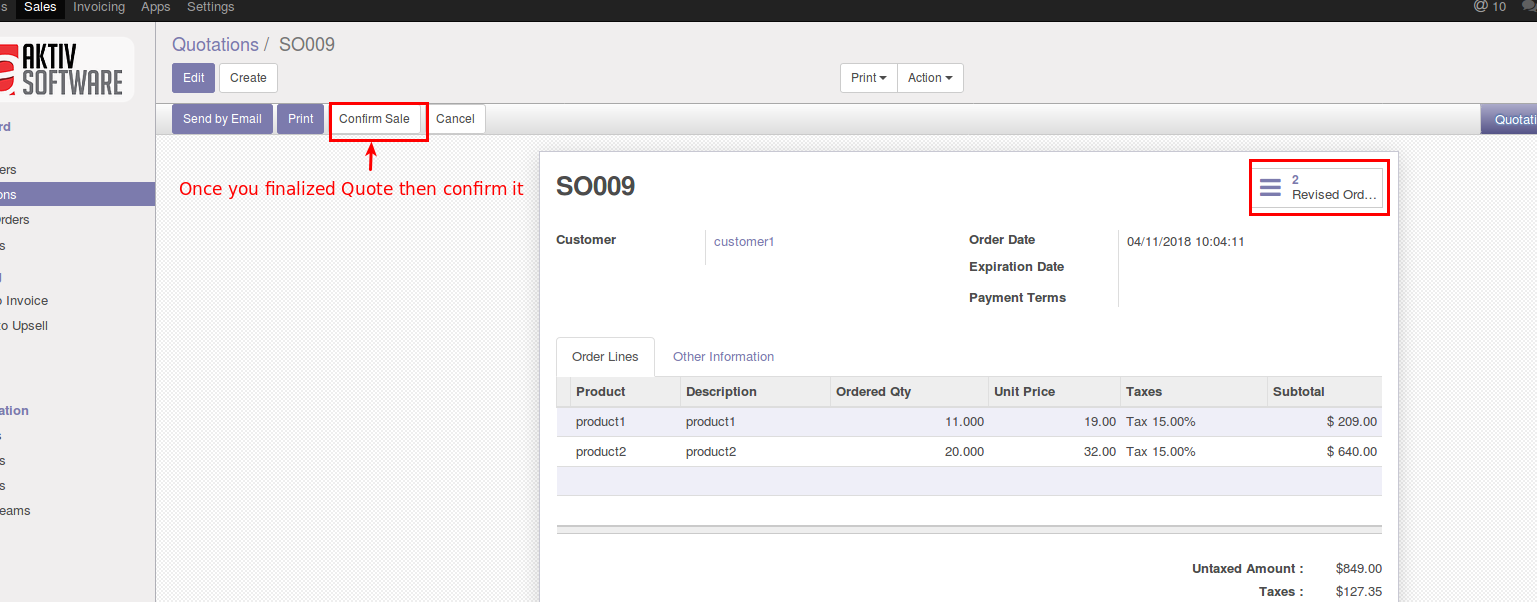 s Sales Invoicing Apps Settings @ 10
AKTIV
SOFTWARE
Quotations / SO009
Edit Create Print Action
Send by Email Print Confirm Sale Cancel Quotati
rd
ers
ons
rders
s
g
o Invoice
to Upsell
ation
s
s
s
eams
Once you finalized Quote then confirm it
SO009
2
Revised Ord...
Customer customer1
Order Date 04/11/2018 10:04:11
Expiration Date
Payment Terms
Order Lines Other Information
Product Description Ordered Qty Unit Price Taxes Subtotal
product1 product1 11.000 19.00 Tax 15.00% $ 209.00
product2 product2 20.000 32.00 Tax 15.00% $ 640.00
Untaxed Amount : $849.00
Taxes : $127.35